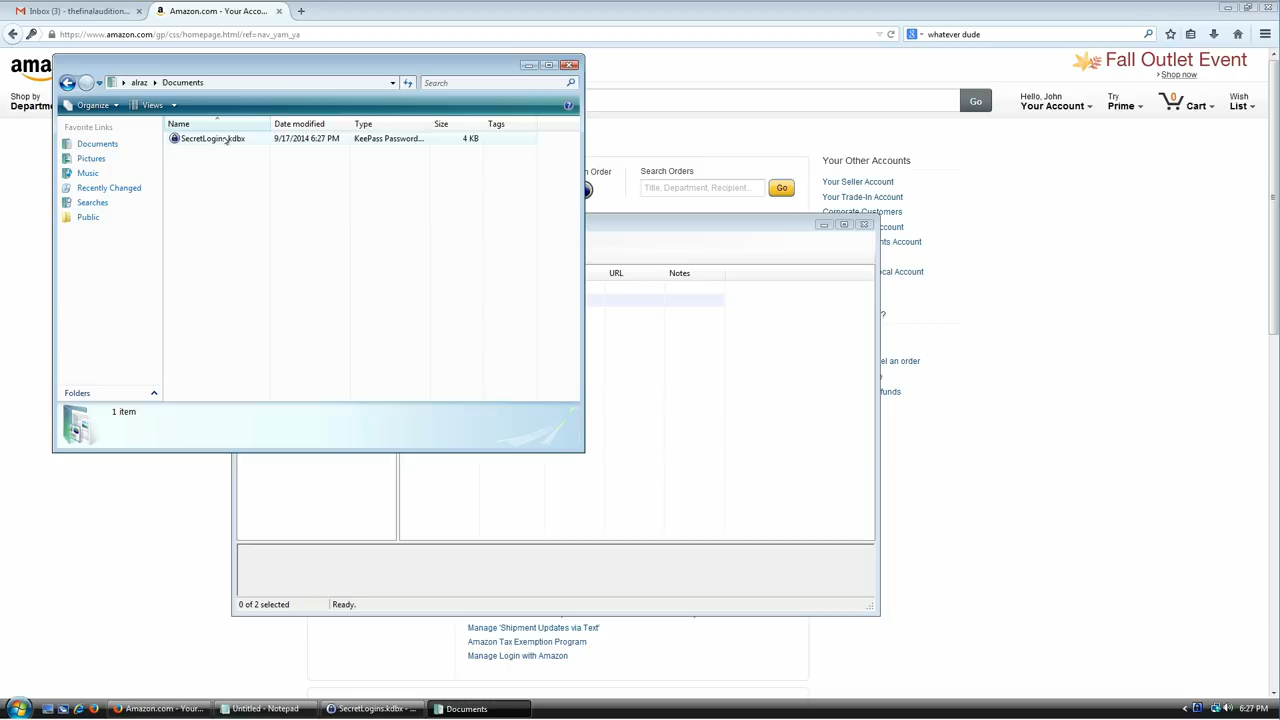 Inbox (3) - thefinalaudition... × Amazon.com - Your Acco... × +
https://www.amazon.com/gp/css/homepage.html/ref=nav_yam_ya whatever dude
Fall Outlet Event
Shop now
Shop by
Go
Hello, John
Your Account
Try
Prime
0
Cart
Wish
List
alraz Documents Search
Organize Views
Favorite Links
Documents
Pictures
Music
Recently Changed
Searches
Public
Folders
Name Date modified Type Size Tags
SecretLogins.kdbx 9/17/2014 6:27 PM KeePass Password... 4 KB
1 item
n Order
Search Orders
Title, Department, Recipient... Go
Your Other Accounts
Your Seller Account
Your Trade-In Account
Corporate Customers
URL Notes
0 of 2 selected Ready.
Manage 'Shipment Updates via Text'
Amazon Tax Exemption Program
Manage Login with Amazon
Amazon.com - Your... Untitled - Notepad SecretLogins.kdbx - ... Documents 6:27 PM